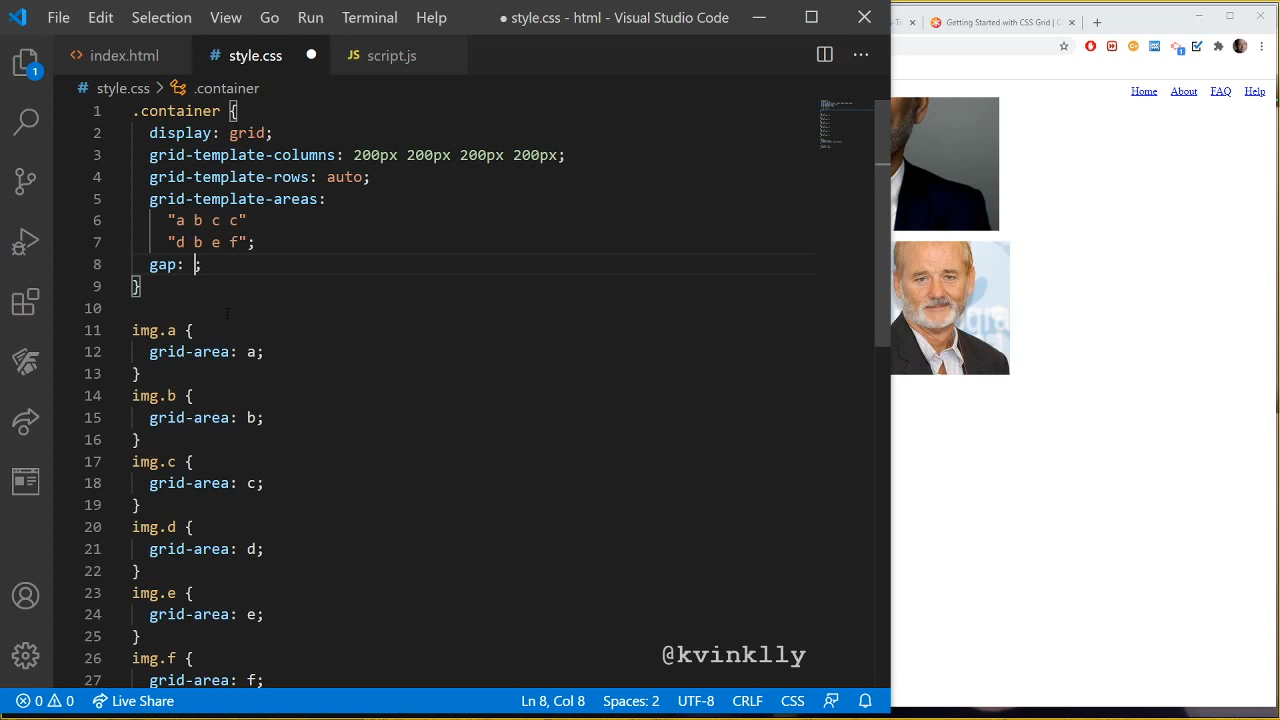 File Edit Selection View Go Run Terminal Help
● style.css - html - Visual Studio Code
Getting Started with CSS Grid | C
index.html
# style.css
JS script.js
# style.css > .container
1 .container {
2 display: grid;
3 grid-template-columns: 200px 200px 200px 200px;
4 grid-template-rows: auto;
5 grid-template-areas:
6 "a b c c"
7 "d b e f";
8 gap: ;
9 }
10
11 img.a {
12 grid-area: a;
13 }
14 img.b {
15 grid-area: b;
16 }
17 img.c {
18 grid-area: c;
19 }
20 img.d {
21 grid-area: d;
22 }
23 img.e {
24 grid-area: e;
25 }
26 img.f {
27 grid-area: f;
Home About FAQ Help
1
@kvinklly
0 0 Live Share
Ln 8, Col 8 Spaces: 2 UTF-8 CRLF CSS